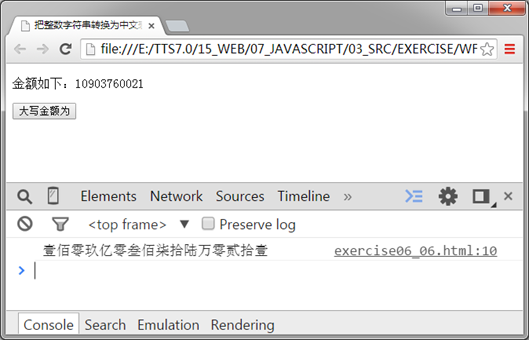 把整数字符串转换为中文
file:///E:/TTS7.0/15_WEB/07_JAVASCRIPT/03_SRC/EXERCISE/WF
金额如下：10903760021
大写金额为
Elements Network Sources Timeline »
<top frame> ▼ Preserve log
壹佰零玖亿零叁佰柒拾陆万零贰拾壹 exercise06_06.html:10
>
Console Search Emulation Rendering